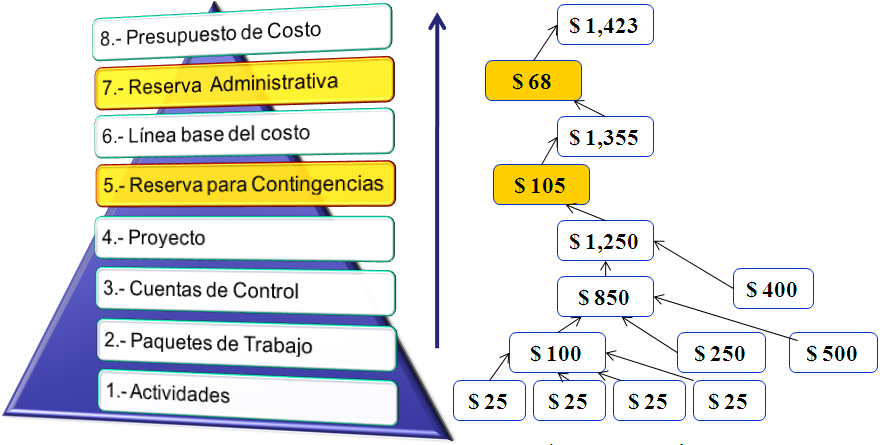 8.- Presupuesto de Costo
7.- Reserva Administrativa
6.- Línea base del costo
5.- Reserva para Contingencias
4.- Proyecto
3.- Cuentas de Control
2.- Paquetes de Trabajo
1.- Actividades
$ 1,423
$ 68
$ 1,355
$ 105
$ 1,250
$ 400
$ 850
$ 100
$ 250
$ 500
$ 25
$ 25
$ 25
$ 25